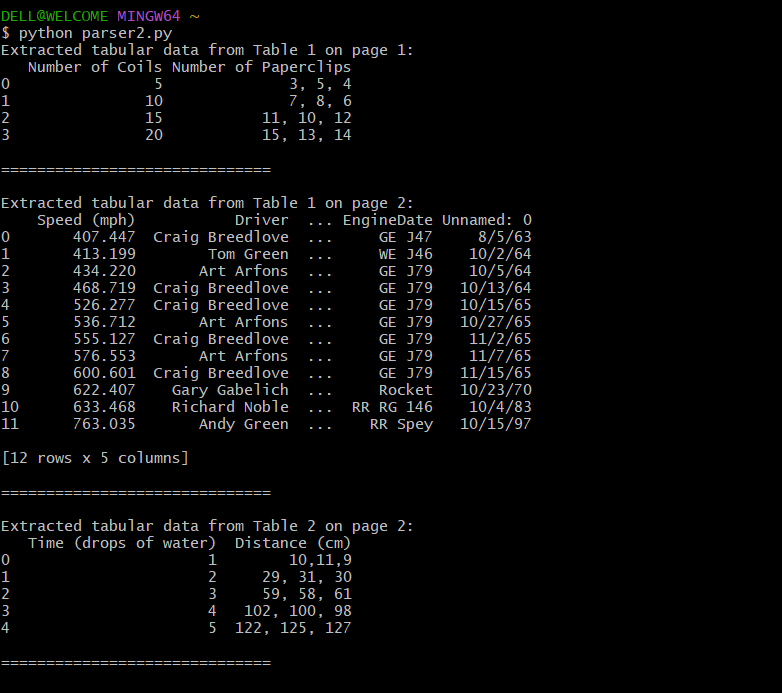 DELL@WELCOME MINGW64 ~
$ python parser2.py
Extracted tabular data from Table 1 on page 1:
   Number of Coils Number of Paperclips
0                5              3, 5, 4
1               10              7, 8, 6
2               15           11, 10, 12
3               20           15, 13, 14
==============================
Extracted tabular data from Table 1 on page 2:
    Speed (mph)           Driver  ... EngineDate Unnamed: 0
0       407.447  Craig Breedlove  ...     GE J47     8/5/63
1       413.199        Tom Green  ...     WE J46    10/2/64
2       434.220       Art Arfons  ...     GE J79    10/5/64
3       468.719  Craig Breedlove  ...     GE J79   10/13/64
4       526.277  Craig Breedlove  ...     GE J79   10/15/65
5       536.712       Art Arfons  ...     GE J79   10/27/65
6       555.127  Craig Breedlove  ...     GE J79    11/2/65
7       576.553       Art Arfons  ...     GE J79    11/7/65
8       600.601  Craig Breedlove  ...     GE J79   11/15/65
9       622.407   Gary Gabelich  ...     Rocket   10/23/70
10      633.468    Richard Noble  ...  RR RG 146    10/4/83
11      763.035       Andy Green  ...    RR Spey   10/15/97
[12 rows x 5 columns]
==============================
Extracted tabular data from Table 2 on page 2:
   Time (drops of water)  Distance (cm)
0                      1        10,11,9
1                      2     29, 31, 30
2                      3     59, 58, 61
3                      4   102, 100, 98
4                      5  122, 125, 127
==============================